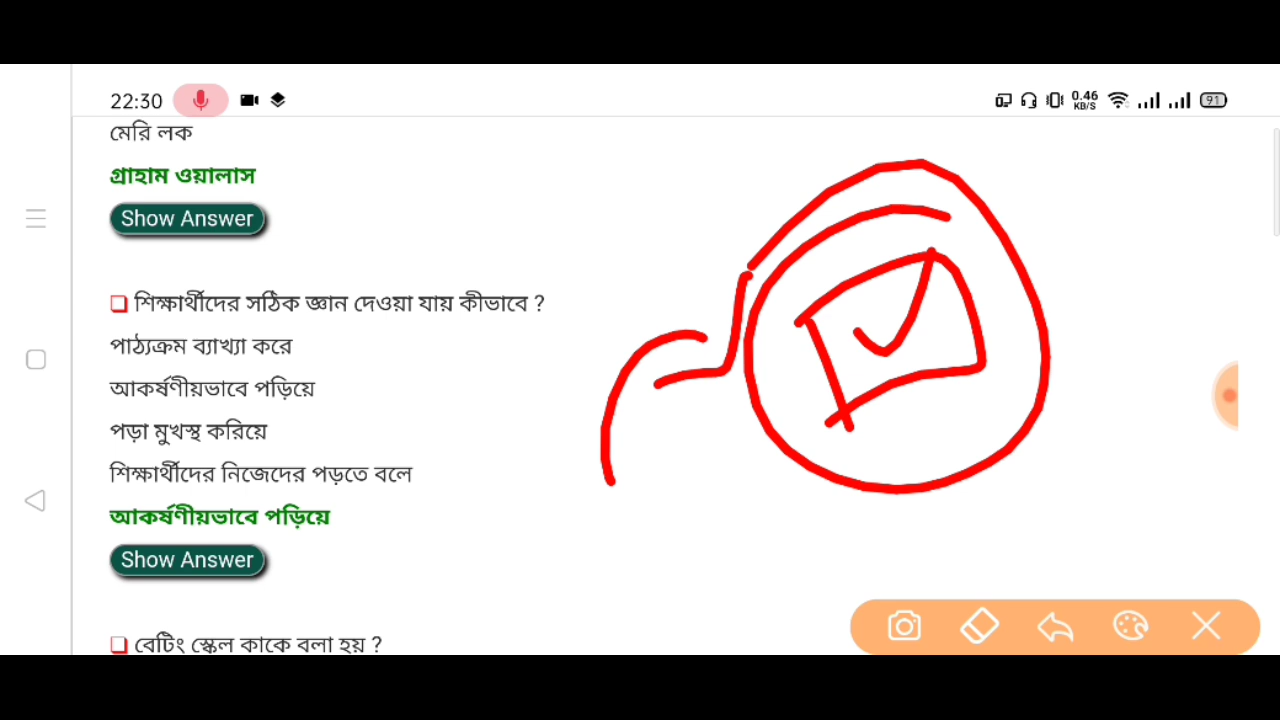 22:30
0.46
KB/S
91
মেরি লক
গ্রাহাম ওয়ালাস
Show Answer
❏ শিক্ষার্থীদের সঠিক জ্ঞান দেওয়া যায় কীভাবে ?
পাঠ্যক্রম ব্যাখ্যা করে
আকর্ষণীয়ভাবে পড়িয়ে
পড়া মুখস্থ করিয়ে
শিক্ষার্থীদের নিজেদের পড়তে বলে
আকর্ষণীয়ভাবে পড়িয়ে
Show Answer
❏ বেটিং স্কেল কাকে বলা হয় ?